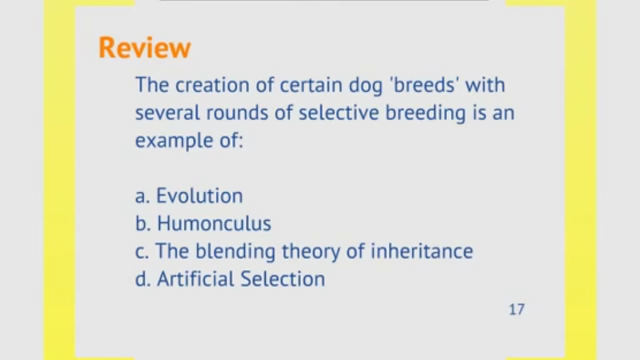 Review
The creation of certain dog 'breeds' with
several rounds of selective breeding is an
example of:
a. Evolution
b. Humonculus
c. The blending theory of inheritance
d. Artificial Selection
17